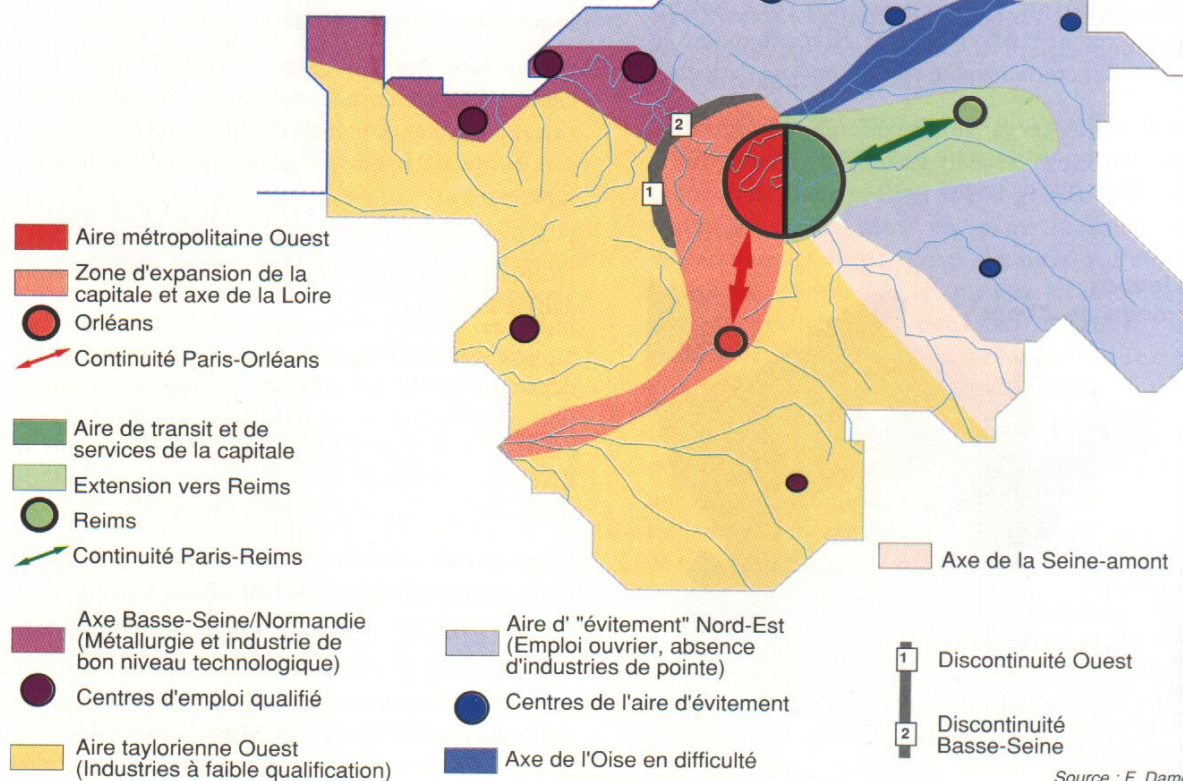 2
1
Aire métropolitaine Ouest
Zone d'expansion de la
capitale et axe de la Loire
Orléans
Continuité Paris-Orléans
Aire de transit et de
services de la capitale
Extension vers Reims
Reims
Continuité Paris-Reims
Axe Basse-Seine/Normandie
(Métallurgie et industrie de
bon niveau technologique)
Centres d'emploi qualifié
Aire taylorienne Ouest
(Industries à faible qualification)
Aire d' "évitement" Nord-Est
(Emploi ouvrier, absence
d'industries de pointe)
Centres de l'aire d'évitement
Axe de l'Oise en difficulté
Axe de la Seine-amont
1
Discontinuité Ouest
2
Discontinuité
Basse-Seine
Source : F. Dam